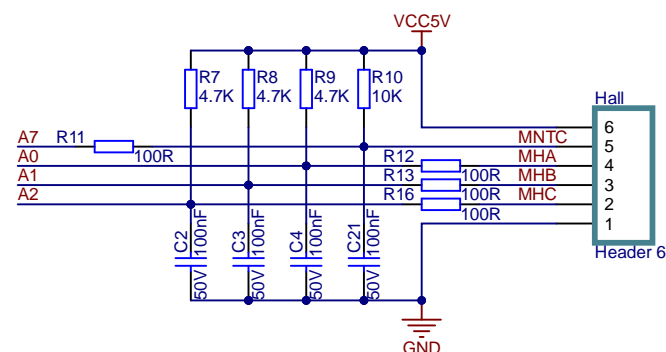 VCC5V
R7
4.7K
R8
4.7K
R9
4.7K
R10
10K
Hall
A7
R11
100R
MNTC
6
5
A0
R12
100R
MHA
4
A1
R13
100R
MHB
3
A2
R16
100R
MHC
2
1
C2
100nF
50V
C3
100nF
50V
C4
100nF
50V
C21
100nF
50V
Header 6
GND